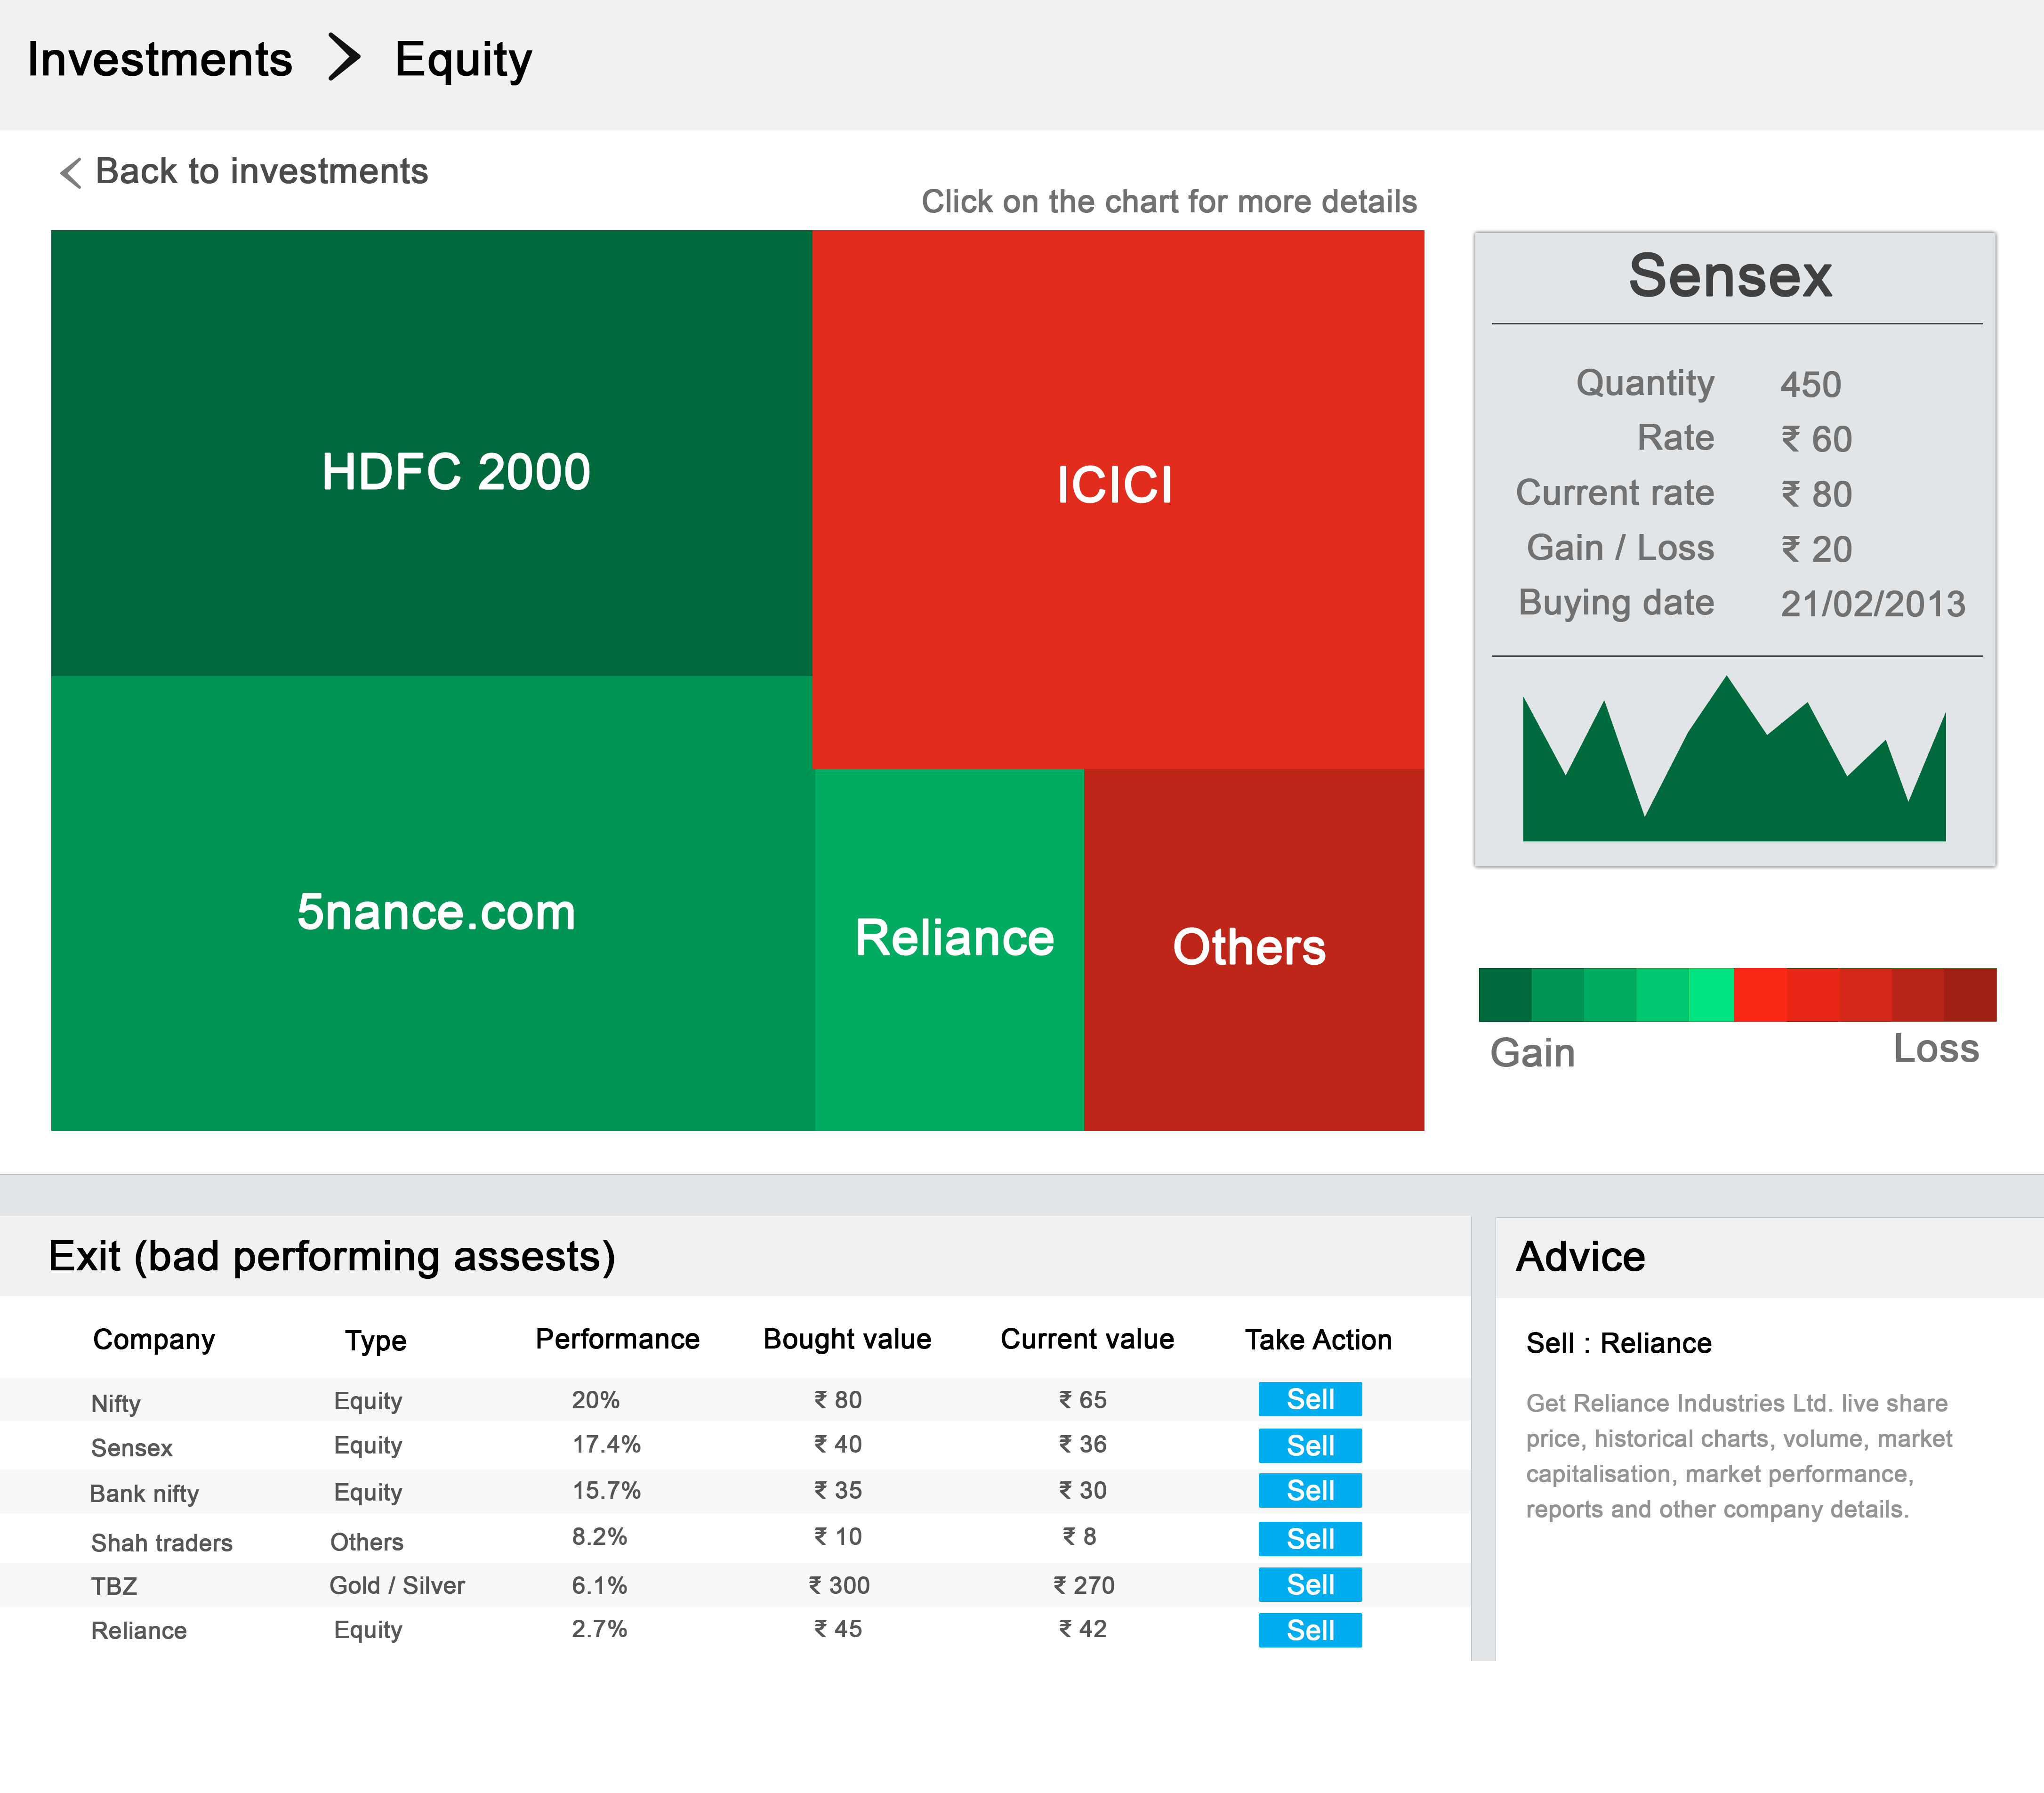 Investments > Equity
Back to investments
Click on the chart for more details
HDFC 2000
ICICI
5nance.com
Reliance
Others
Sensex
Quantity 450
Rate ₹ 60
Current rate ₹ 80
Gain / Loss ₹ 20
Buying date 21/02/2013
Gain Loss
Exit (bad performing assests)
Company Type Performance Bought value Current value Take Action
Nifty Equity 20% ₹ 80 ₹ 65 Sell
Sensex Equity 17.4% ₹ 40 ₹ 36 Sell
Bank nifty Equity 15.7% ₹ 35 ₹ 30 Sell
Shah traders Others 8.2% ₹ 10 ₹ 8 Sell
TBZ Gold / Silver 6.1% ₹ 300 ₹ 270 Sell
Reliance Equity 2.7% ₹ 45 ₹ 42 Sell
Advice
Sell : Reliance
Get Reliance Industries Ltd. live share
price, historical charts, volume, market
capitalisation, market performance,
reports and other company details.